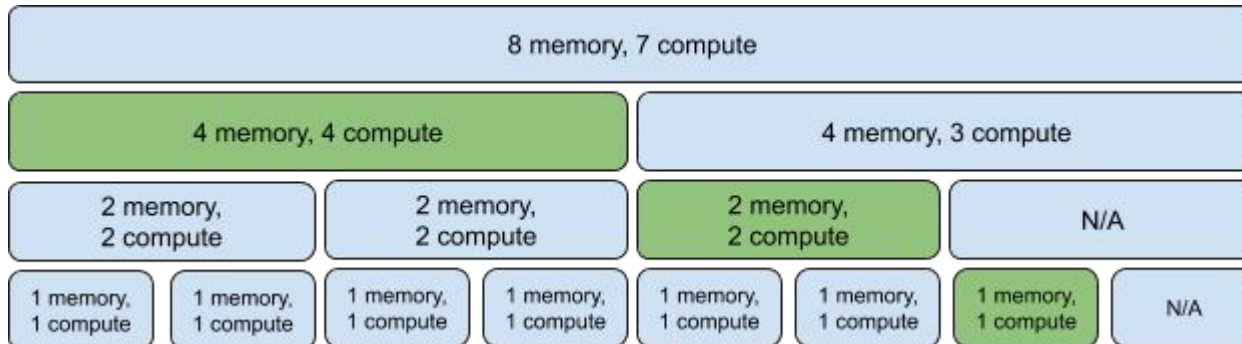 8 memory, 7 compute
4 memory, 4 compute
4 memory, 3 compute
2 memory,
2 compute
2 memory,
2 compute
2 memory,
2 compute
N/A
1 memory,
1 compute
1 memory,
1 compute
1 memory,
1 compute
1 memory,
1 compute
1 memory,
1 compute
1 memory,
1 compute
1 memory,
1 compute
N/A